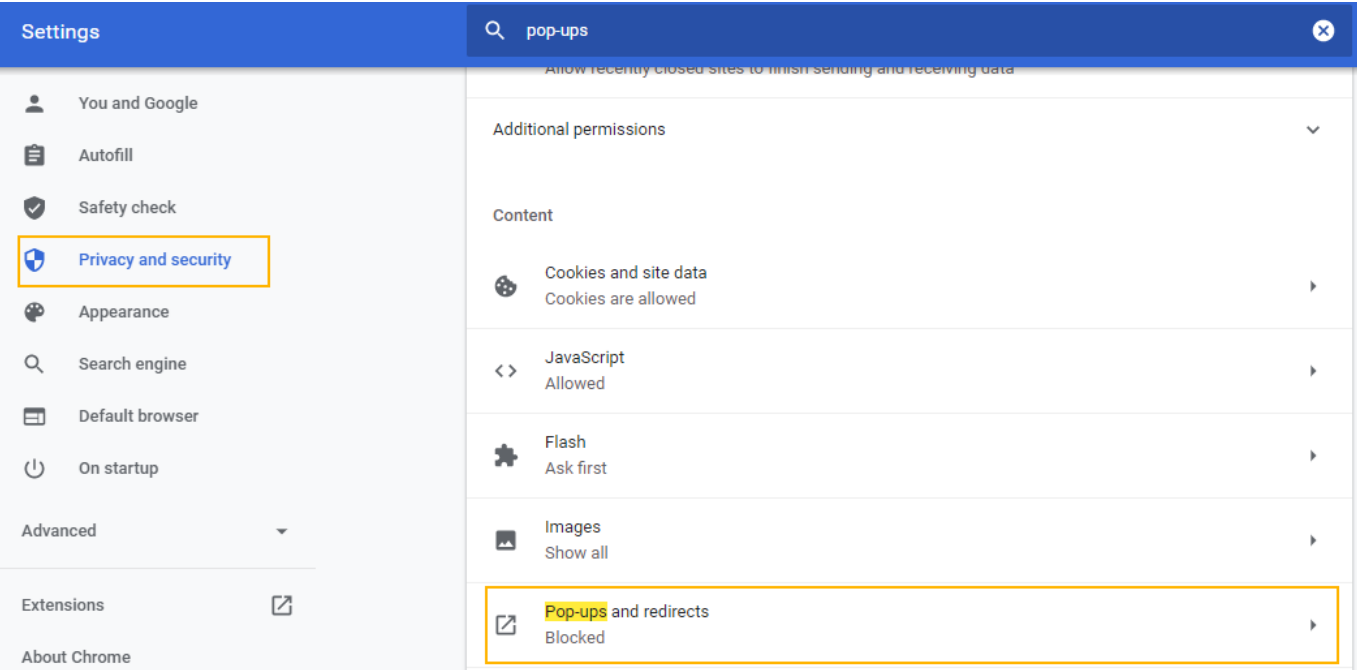 Settings
pop-ups
You and Google
Autofill
Safety check
Privacy and security
Appearance
Search engine
Default browser
On startup
Advanced
Extensions
About Chrome
Allow recently closed sites to finish sending and receiving data
Additional permissions
Content
Cookies and site data
Cookies are allowed
JavaScript
Allowed
Flash
Ask first
Images
Show all
Pop-ups and redirects
Blocked